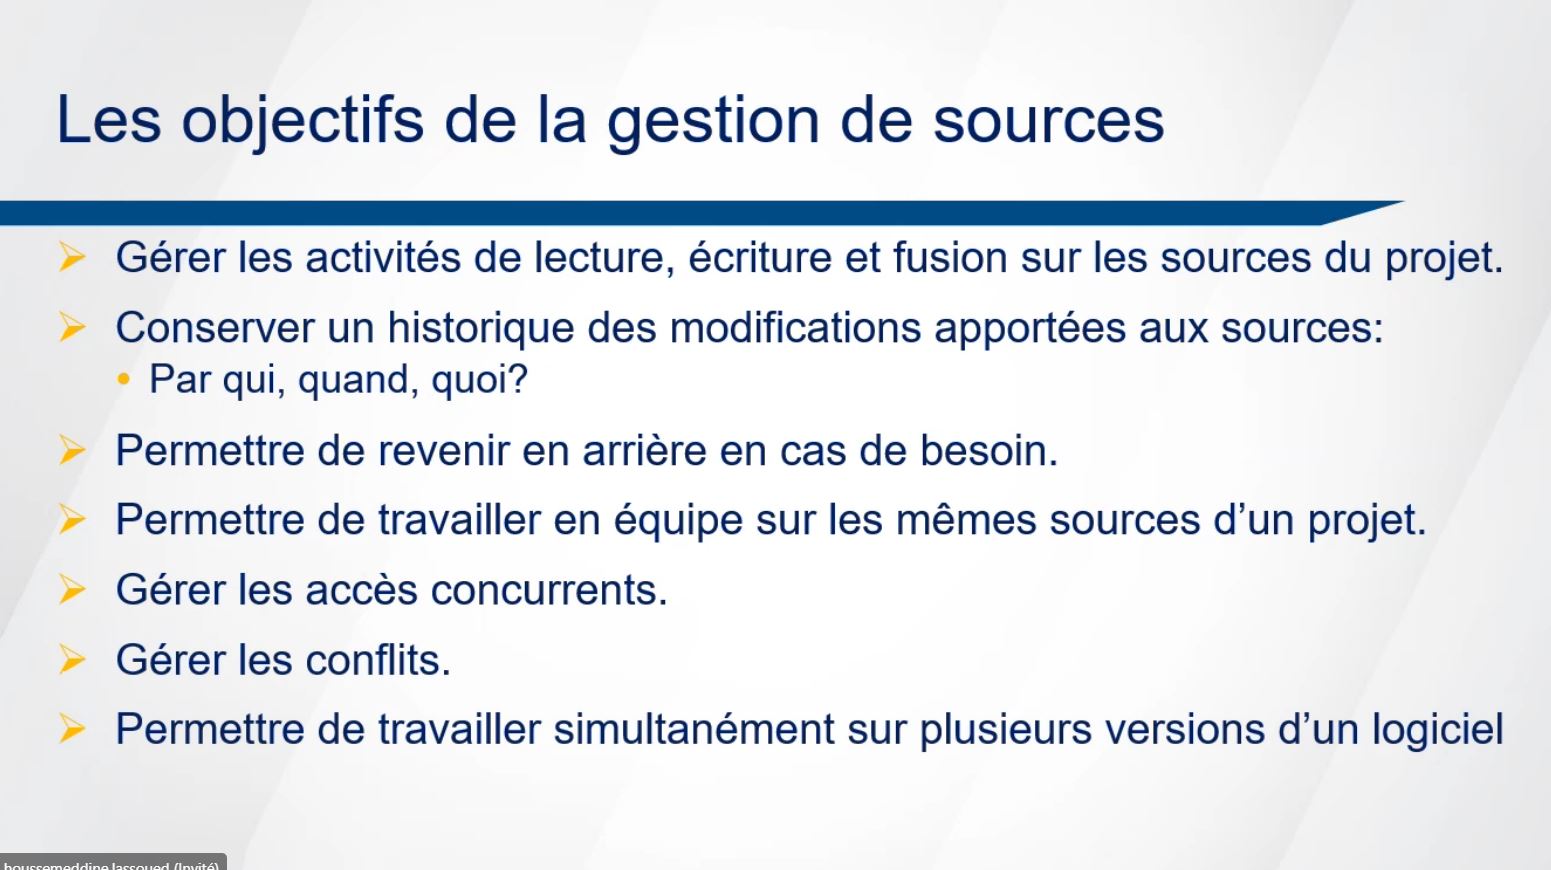 Les objectifs de la gestion de sources
Gérer les activités de lecture, écriture et fusion sur les sources du projet.
Conserver un historique des modifications apportées aux sources:
Par qui, quand, quoi?
Permettre de revenir en arrière en cas de besoin.
Permettre de travailler en équipe sur les mêmes sources d’un projet.
Gérer les accès concurrents.
Gérer les conflits.
Permettre de travailler simultanément sur plusieurs versions d’un logiciel
houssemeddine lassoued (Invité)